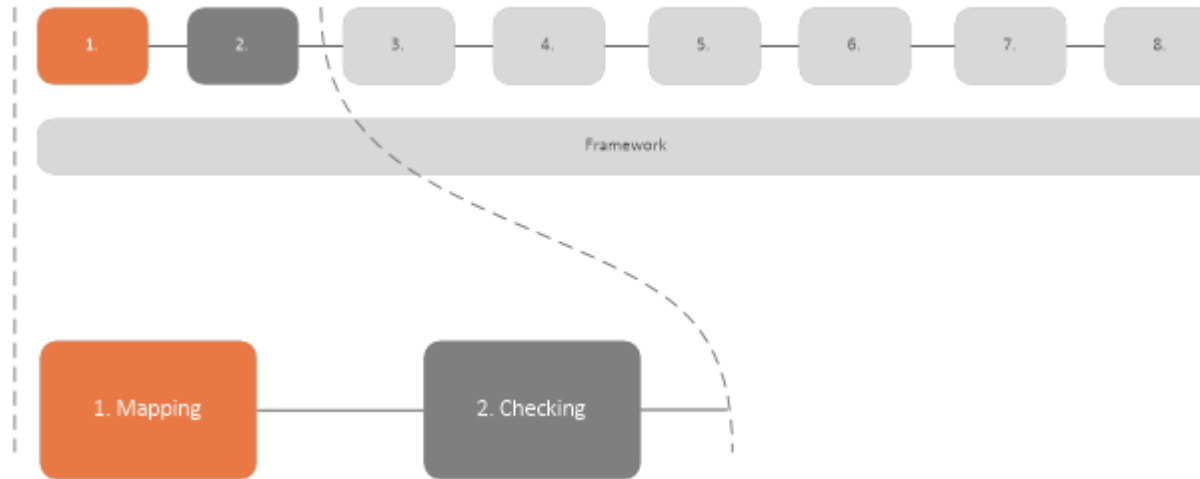 1.
2.
3.
4.
5.
6.
7.
8.
Framework
1. Mapping
2. Checking